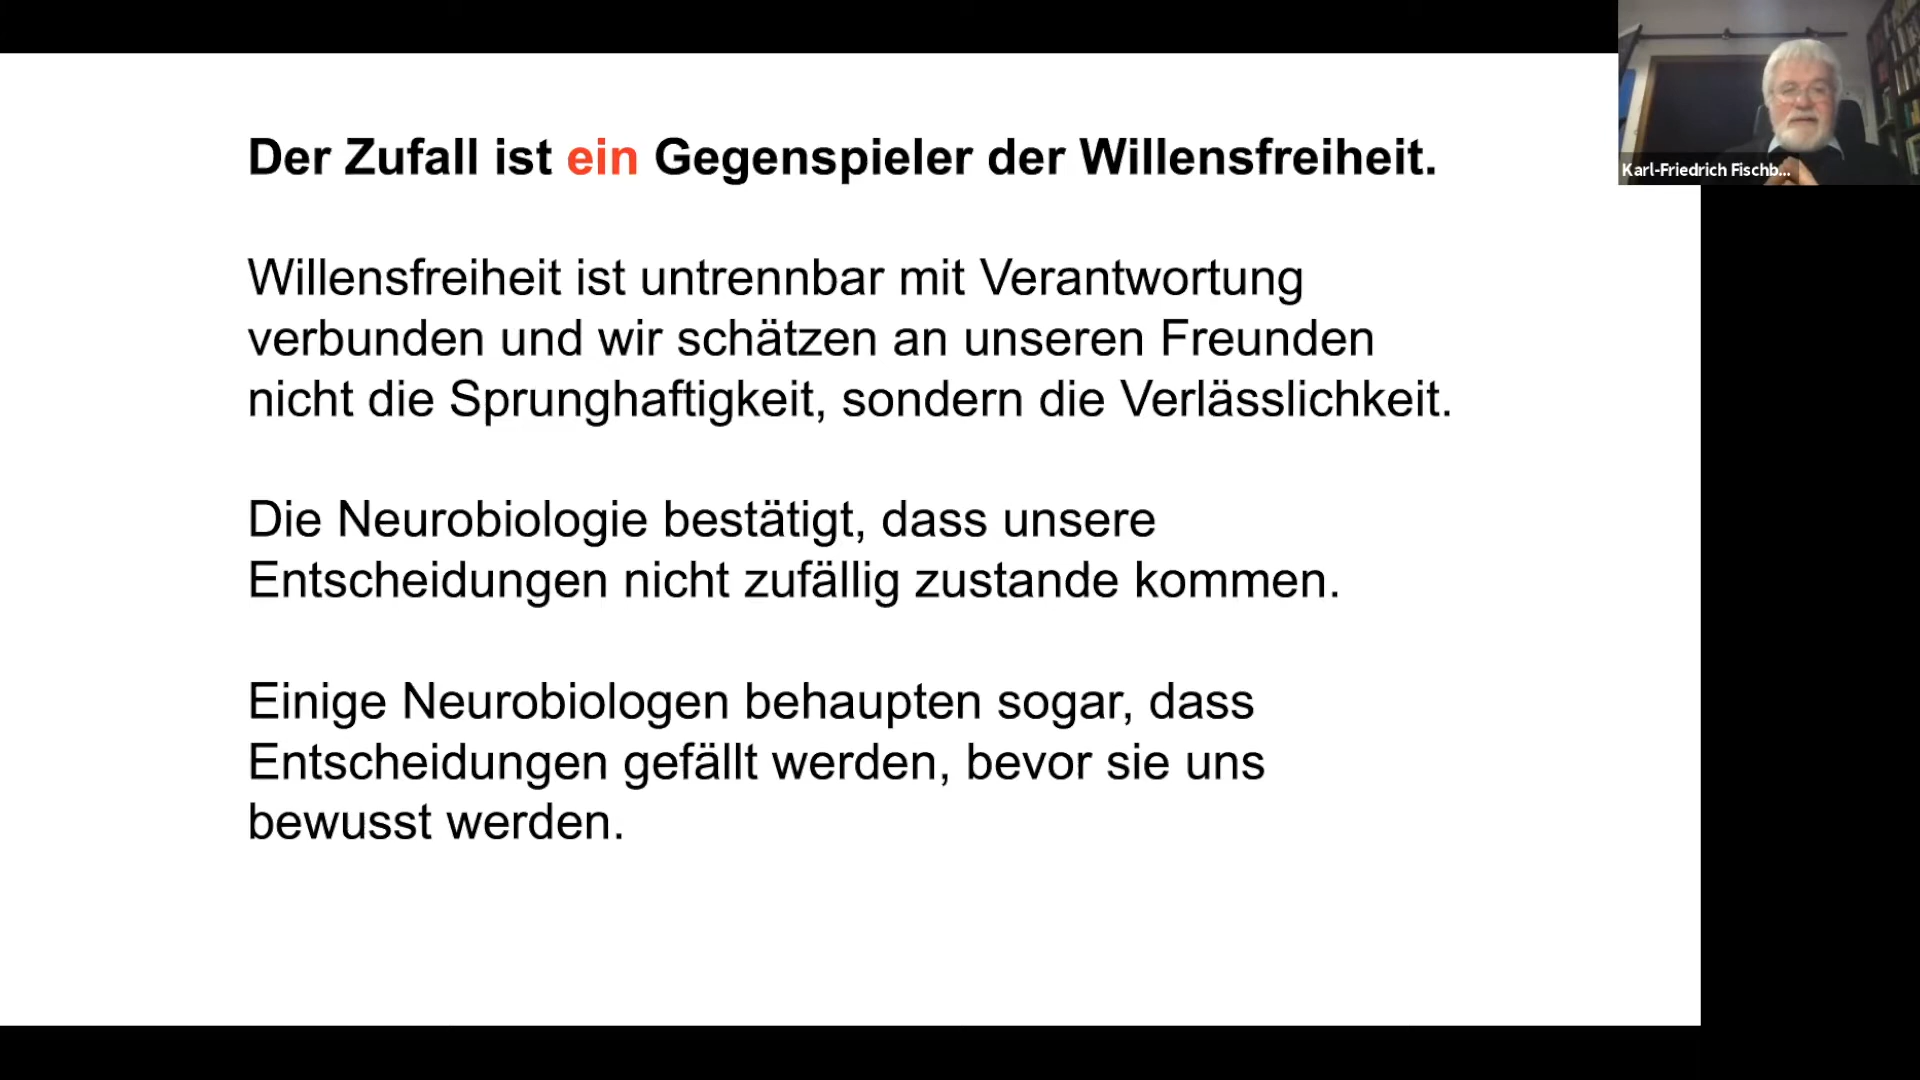 Der Zufall ist ein Gegenspieler der Willensfreiheit.
Willensfreiheit ist untrennbar mit Verantwortung
verbunden und wir schätzen an unseren Freunden
nicht die Sprunghaftigkeit, sondern die Verlässlichkeit.
Die Neurobiologie bestätigt, dass unsere
Entscheidungen nicht zufällig zustande kommen.
Einige Neurobiologen behaupten sogar, dass
Entscheidungen gefällt werden, bevor sie uns
bewusst werden.
Karl-Friedrich Fischb...